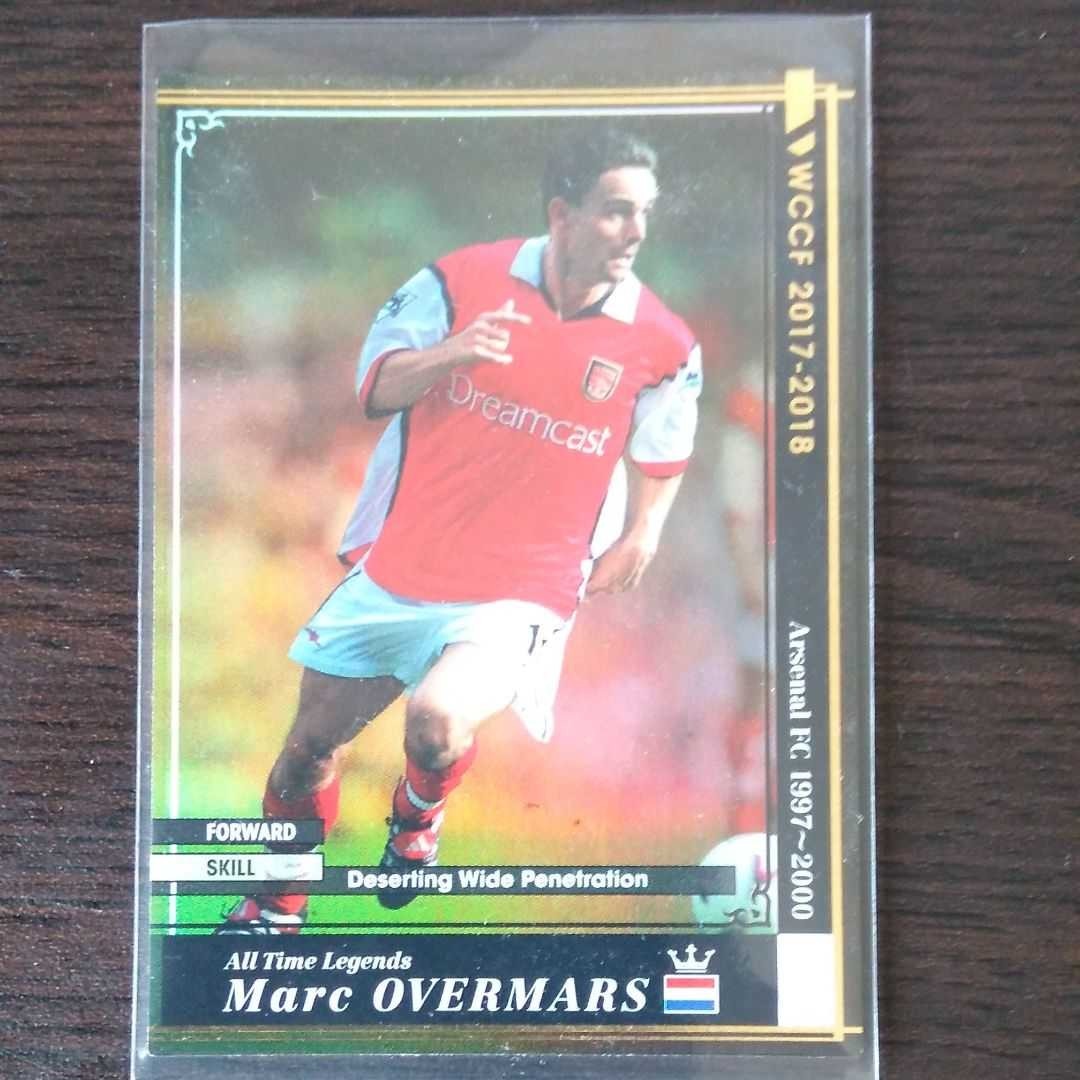 WCCF 2017-2018
Dreamcast
Arsenal FC 1997~2000
FORWARD
SKILL
Deserting Wide Penetration
All Time Legends
Marc OVERMARS